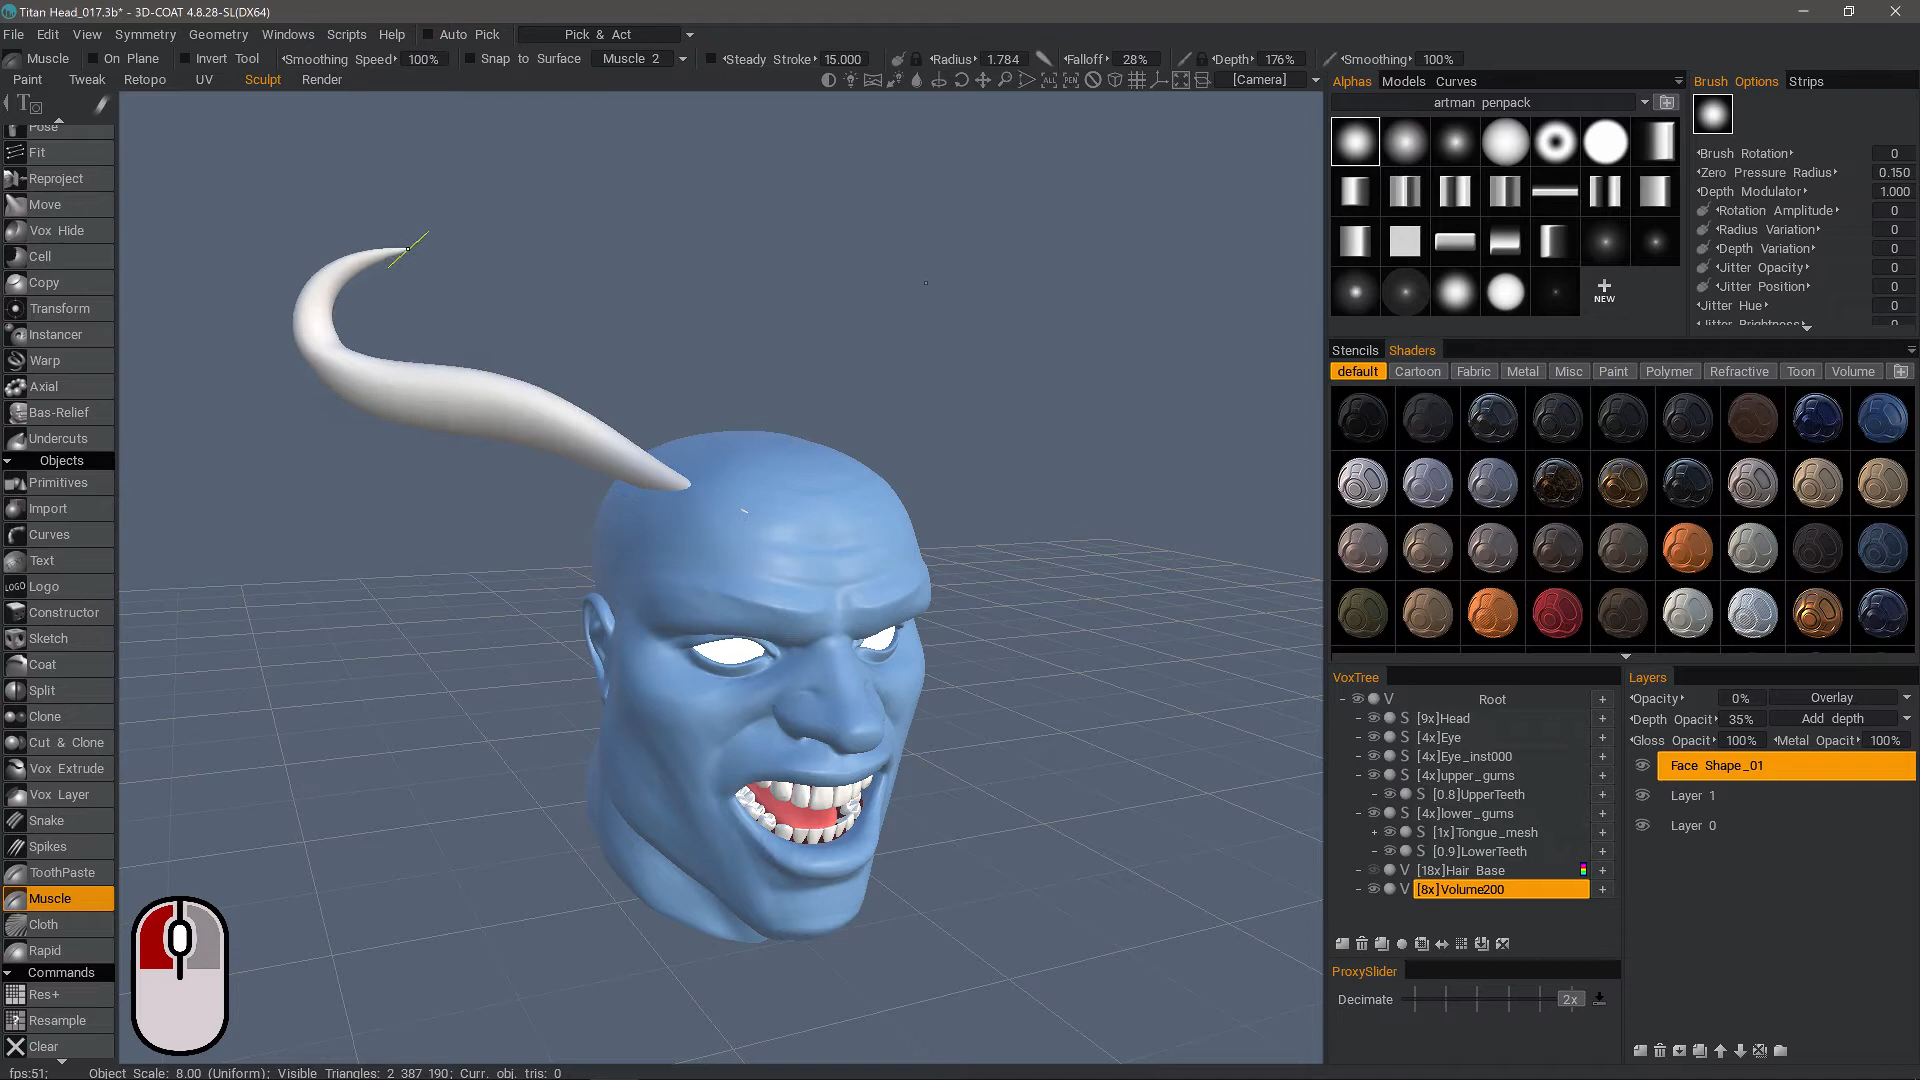 Titan Head_017.3b* - 3D-COAT 4.8.28-SL(DX64)
File Edit View Symmetry Geometry Windows Scripts Help Auto Pick Pick & Act
Muscle On Plane Invert Tool Smoothing Speed 100% Snap to Surface Muscle 2 Steady Stroke 15.000 Radius 1.784 Falloff 28% Depth 176% Smoothing 100%
Paint Tweak Retopo UV Sculpt Render [Camera]
Pose
Fit
Reproject
Move
Vox Hide
Cell
Copy
Transform
Instancer
Warp
Axial
Bas-Relief
Undercuts
Objects
Primitives
Import
Curves
Text
LOGO Logo
Constructor
Sketch
Coat
Split
Clone
Cut & Clone
Vox Extrude
Vox Layer
Snake
Spikes
ToothPaste
Muscle
Cloth
Rapid
Commands
Res+
Resample
Clear
Alphas Models Curves
artman penpack
NEW
Brush Options Strips
Brush Rotation 0
Zero Pressure Radius 0.150
Depth Modulator 1.000
Rotation Amplitude 0
Radius Variation 0
Depth Variation 0
Jitter Opacity 0
Jitter Position 0
Jitter Hue 0
Jitter Brightness 0
Stencils Shaders
default Cartoon Fabric Metal Misc Paint Polymer Refractive Toon Volume
VoxTree
V Root +
S [9x]Head +
S [4x]Eye +
S [4x]Eye_inst000 +
S [4x]upper_gums +
S [0.8]UpperTeeth +
S [4x]lower_gums +
S [1x]Tongue_mesh +
S [0.9]LowerTeeth +
V [18x]Hair Base +
V [8x]Volume200 +
ProxySlider
Decimate 2x
Layers
Opacity 0% Overlay
Depth Opacit 35% Add depth
Gloss Opacit 100% Metal Opacit 100%
Face Shape_01
Layer 1
Layer 0
fps:51; Object Scale: 8.00 (Uniform); Visible Triangles: 2 387 190; Curr. obj. tris: 0